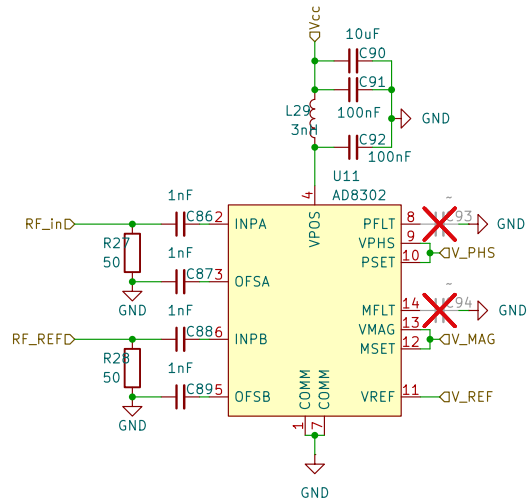 Vcc
10uF
C90
C91
L29
100nF
GND
3nH
C92
100nF
U11
AD8302
4
VPOS
1nF
RF_in
C86
2
INPA
R27
50
1nF
C87
3
OFSA
GND
1nF
RF_REF
C88
6
INPB
R28
50
1nF
C89
5
OFSB
GND
PFLT
8
~
C93
GND
VPHS
9
PSET
10
V_PHS
MFLT
14
~
C94
GND
VMAG
13
MSET
12
V_MAG
VREF
11
V_REF
COMM
COMM
1
7
GND